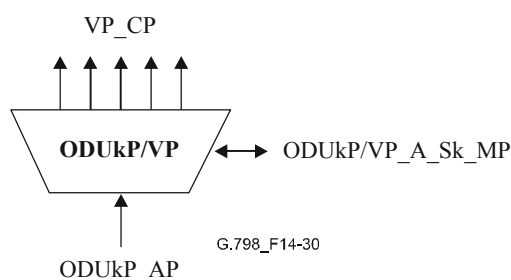 VP_CP
ODUkP/VP
ODUkP/VP_A_Sk_MP
G.798_F14-30
ODUkP_AP